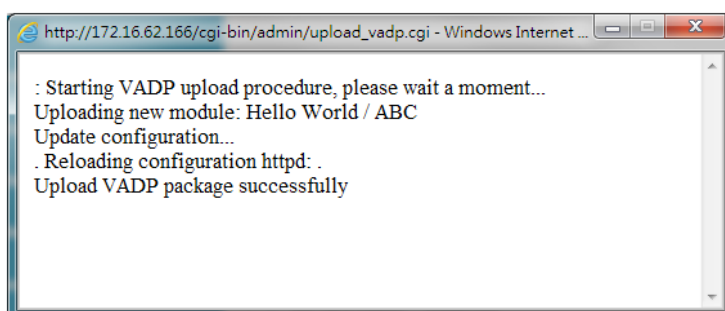 http://172.16.62.166/cgi-bin/admin/upload_vadp.cgi - Windows Internet ...
: Starting VADP upload procedure, please wait a moment...
Uploading new module: Hello World / ABC
Update configuration...
. Reloading configuration httpd: .
Upload VADP package successfully